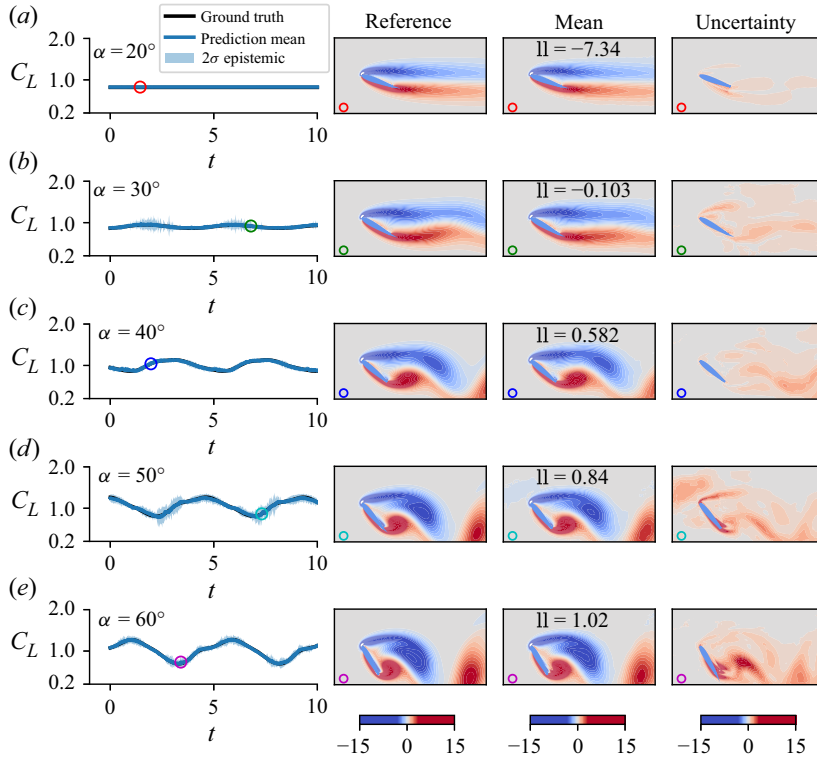 (a)
Ground truth
Prediction mean
2σ epistemic
Reference
Mean
Uncertainty
2.0
α = 20°
ll = −7.34
C_L
1.0
0.2
0
5
10
t
(b)
2.0
α = 30°
ll = −0.103
C_L
1.0
0.2
0
5
10
t
(c)
2.0
α = 40°
ll = 0.582
C_L
1.0
0.2
0
5
10
t
(d)
2.0
α = 50°
ll = 0.84
C_L
1.0
0.2
0
5
10
t
(e)
2.0
α = 60°
ll = 1.02
C_L
1.0
0.2
0
5
10
t
−15 0 15
−15 0 15
−15 0 15